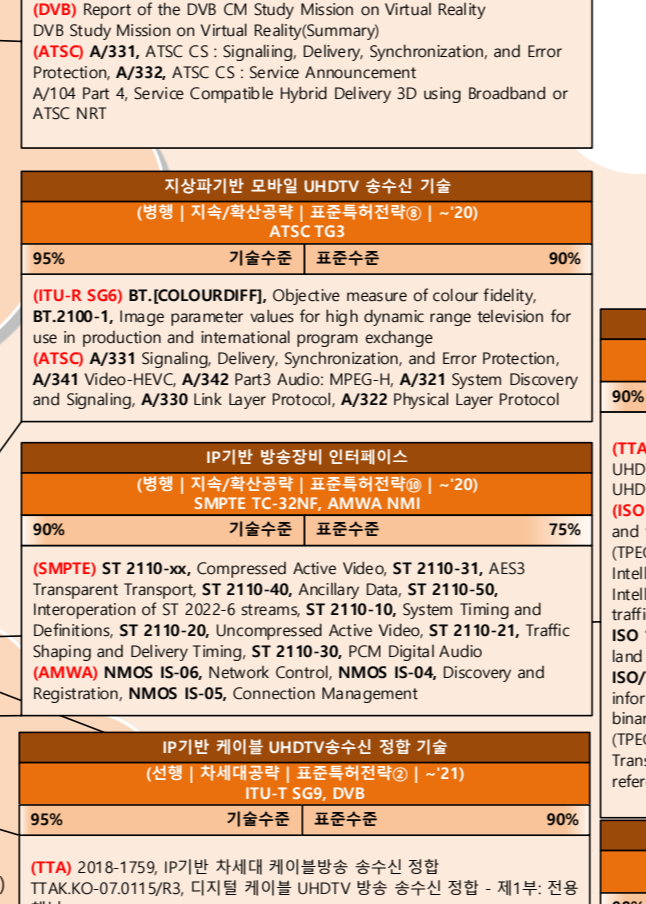 (DVB) Report of the DVB CM Study Mission on Virtual Reality
DVB Study Mission on Virtual Reality(Summary)
(ATSC) A/331, ATSC CS : Signaliing, Delivery, Synchronization, and Error
Protection, A/332, ATSC CS : Service Announcement
A/104 Part 4, Service Compatible Hybrid Delivery 3D using Broadband or
ATSC NRT
지상파기반 모바일 UHDTV 송수신 기술
(병행 | 지속/확산공략 | 표준특허전략⑧ | ~'20)
ATSC TG3
95% 기술수준 표준수준 90%
(ITU-R SG6) BT.[COLOURDIFF], Objective measure of colour fidelity,
BT.2100-1, Image parameter values for high dynamic range television for
use in production and international program exchange
(ATSC) A/331 Signaling, Delivery, Synchronization, and Error Protection,
A/341 Video-HEVC, A/342 Part3 Audio: MPEG-H, A/321 System Discovery
and Signaling, A/330 Link Layer Protocol, A/322 Physical Layer Protocol
IP기반 방송장비 인터페이스
(병행 | 지속/확산공략 | 표준특허전략⑩ | ~'20)
SMPTE TC-32NF, AMWA NMI
90% 기술수준 표준수준 75%
(SMPTE) ST 2110-xx, Compressed Active Video, ST 2110-31, AES3
Transparent Transport, ST 2110-40, Ancillary Data, ST 2110-50,
Interoperation of ST 2022-6 streams, ST 2110-10, System Timing and
Definitions, ST 2110-20, Uncompressed Active Video, ST 2110-21, Traffic
Shaping and Delivery Timing, ST 2110-30, PCM Digital Audio
(AMWA) NMOS IS-06, Network Control, NMOS IS-04, Discovery and
Registration, NMOS IS-05, Connection Management
IP기반 케이블 UHDTV송수신 정합 기술
(선행 | 차세대공략 | 표준특허전략② | ~'21)
ITU-T SG9, DVB
95% 기술수준 표준수준 90%
(TTA) 2018-1759, IP기반 차세대 케이블방송 송수신 정합
TTAK.KO-07.0115/R3, 디지털 케이블 UHDTV 방송 송수신 정합 - 제1부: 전용
90%
(TTA
UHD
UHD
(ISO
and
(TPE
Intell
Intell
traffi
ISO
land
ISO/
infor
binar
(TPE
Trans
refer